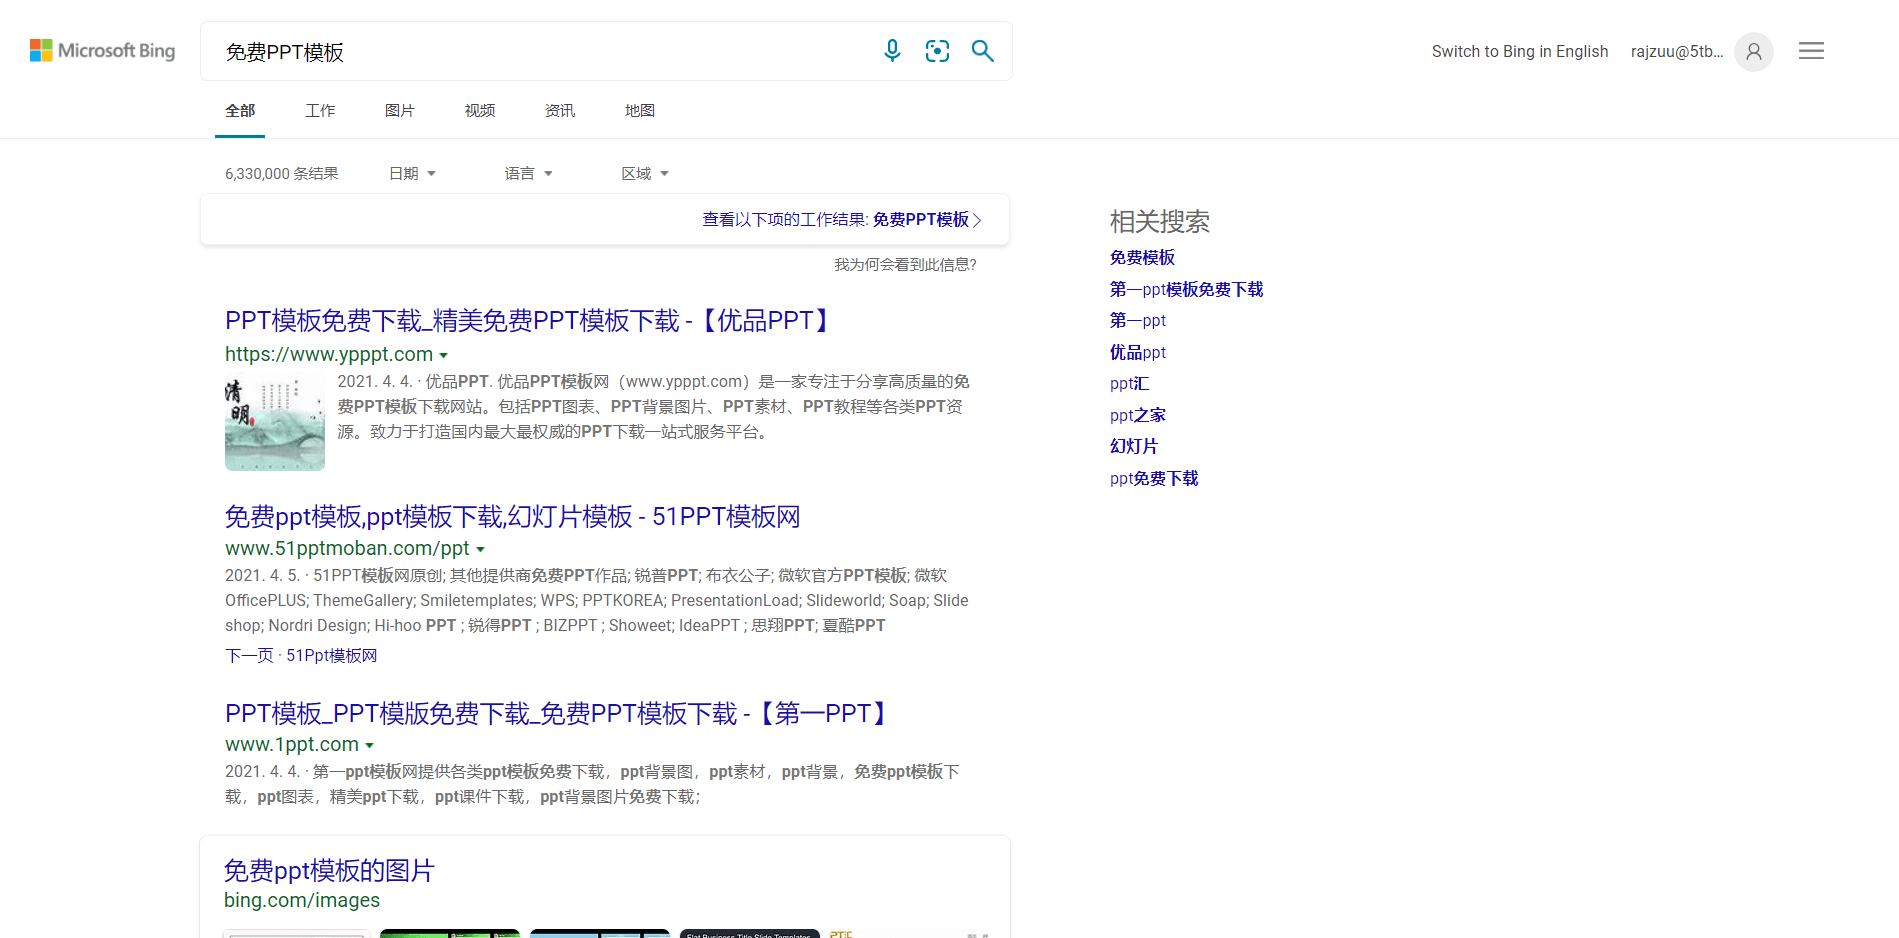 Microsoft Bing
免费PPT模板
Switch to Bing in English
rajzuu@5tb...
全部
工作
图片
视频
资讯
地图
6,330,000 条结果
日期
语言
区域
查看以下项的工作结果: 免费PPT模板
我为何会看到此信息?
PPT模板免费下载_精美免费PPT模板下载 -【优品PPT】
https://www.ypppt.com
清明
2021. 4. 4. · 优品PPT. 优品PPT模板网（www.ypppt.com）是一家专注于分享高质量的免
费PPT模板下载网站。包括PPT图表、PPT背景图片、PPT素材、PPT教程等各类PPT资
源。致力于打造国内最大最权威的PPT下载一站式服务平台。
免费ppt模板,ppt模板下载,幻灯片模板 - 51PPT模板网
www.51pptmoban.com/ppt
2021. 4. 5. · 51PPT模板网原创; 其他提供商免费PPT作品; 锐普PPT; 布衣公子; 微软官方PPT模板; 微软
OfficePLUS; ThemeGallery; Smiletemplates; WPS; PPTKOREA; PresentationLoad; Slideworld; Soap; Slide
shop; Nordri Design; Hi-hoo PPT ; 锐得PPT ; BIZPPT ; Showeet; IdeaPPT ; 思翔PPT; 夏酷PPT
下一页 · 51Ppt模板网
PPT模板_PPT模版免费下载_免费PPT模板下载 -【第一PPT】
www.1ppt.com
2021. 4. 4. · 第一ppt模板网提供各类ppt模板免费下载，ppt背景图，ppt素材，ppt背景，免费ppt模板下
载，ppt图表，精美ppt下载，ppt课件下载，ppt背景图片免费下载；
免费ppt模板的图片
bing.com/images
Flat Business Title Slide Templates
相关搜索
免费模板
第一ppt模板免费下载
第一ppt
优品ppt
ppt汇
ppt之家
幻灯片
ppt免费下载